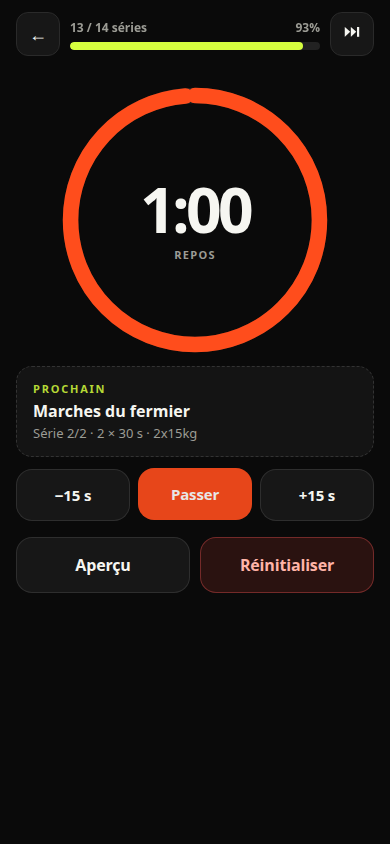 ←
13 / 14 séries 93%
⏭
1:00
REPOS
PROCHAIN
Marches du fermier
Série 2/2 · 2 × 30 s · 2x15kg
−15 s Passer +15 s
Aperçu Réinitialiser